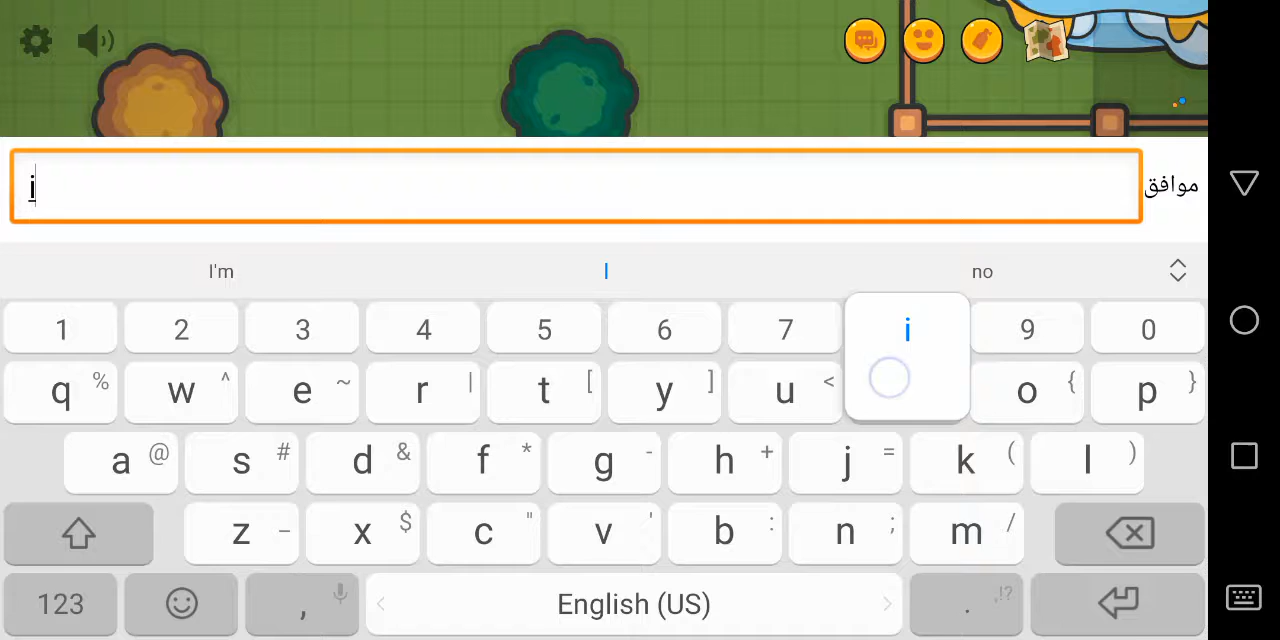 i
موافق
I'm I no
1 2 3 4 5 6 7 i 9 0
q % w ^ e ~ r | t [ y ] u < o { p }
a @ s # d & f * g - h + j = k ( l )
z _ x $ c " v ' b : n ; m /
123 , < English (US) > . ,!?